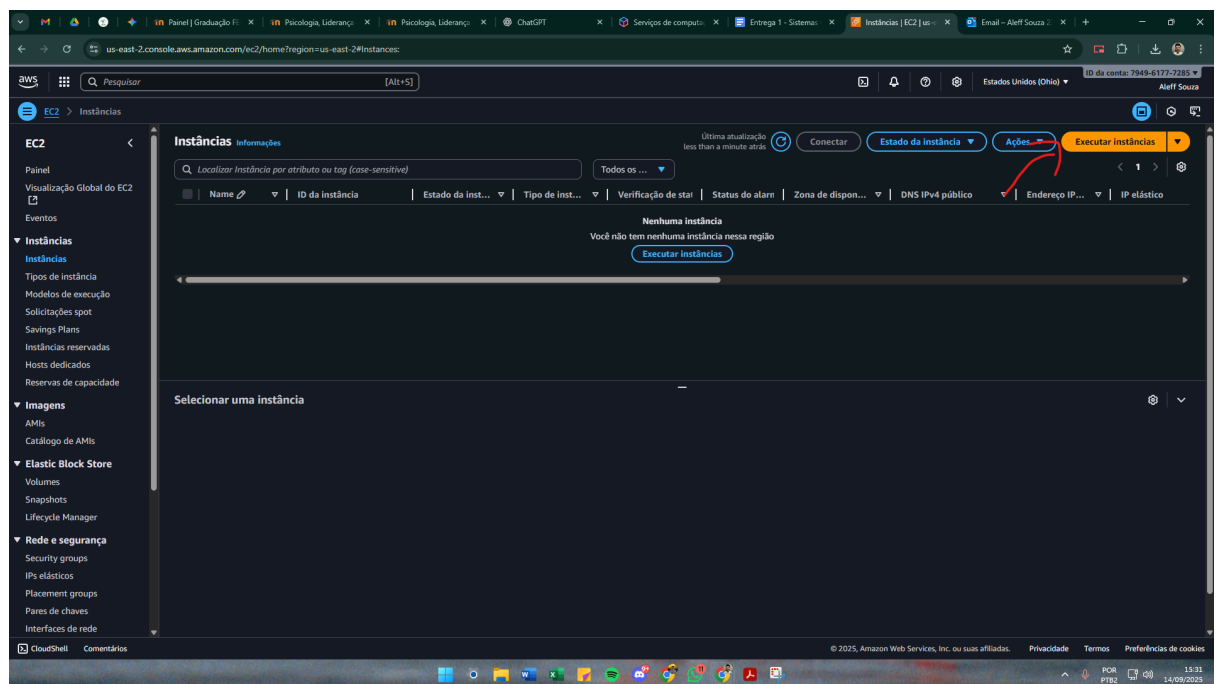 in Painel | Graduação FI
in Psicologia, Liderança
in Psicologia, Liderança
ChatGPT
Serviços de computa
Entrega 1 - Sistemas
Instâncias | EC2 | us-e
Email – Aleff Souza 2
us-east-2.console.aws.amazon.com/ec2/home?region=us-east-2#Instances:
aws
Pesquisar
[Alt+S]
Estados Unidos (Ohio)
ID da conta: 7949-6177-7285
Aleff Souza
EC2 > Instâncias
EC2
Painel
Visualização Global do EC2
Eventos
Instâncias
Instâncias
Tipos de instância
Modelos de execução
Solicitações spot
Savings Plans
Instâncias reservadas
Hosts dedicados
Reservas de capacidade
Imagens
AMIs
Catálogo de AMIs
Elastic Block Store
Volumes
Snapshots
Lifecycle Manager
Rede e segurança
Security groups
IPs elásticos
Placement groups
Pares de chaves
Interfaces de rede
Instâncias Informações
Última atualização
less than a minute atrás
Conectar
Estado da instância
Ações
Executar instâncias
Localizar Instância por atributo ou tag (case-sensitive)
Todos os ...
1
Name
ID da instância
Estado da inst...
Tipo de inst...
Verificação de stat
Status do alarn
Zona de dispon...
DNS IPv4 público
Endereço IP...
IP elástico
Nenhuma instância
Você não tem nenhuma instância nessa região
Executar instâncias
Selecionar uma instância
CloudShell
Comentários
© 2025, Amazon Web Services, Inc. ou suas afiliadas.
Privacidade
Termos
Preferências de cookies
POR
PTB2
15:31
14/09/2025